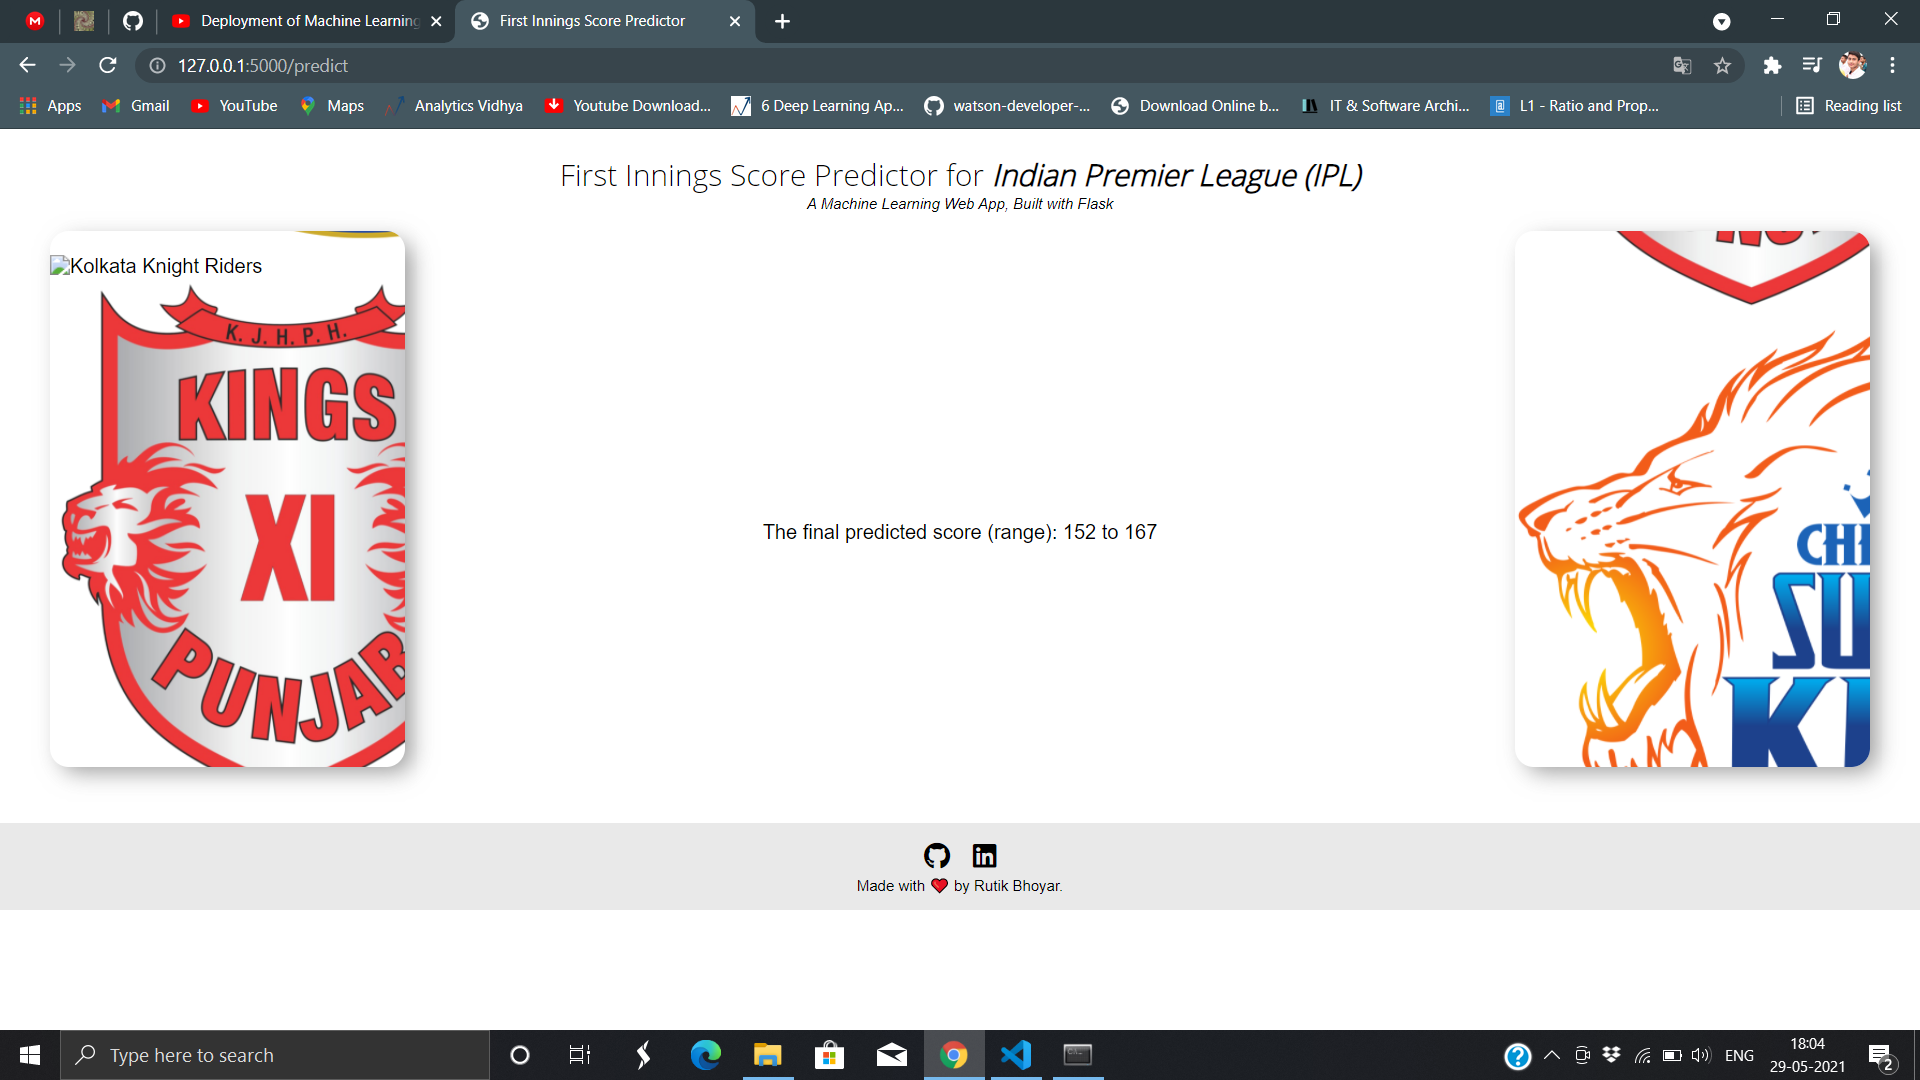 M
Deployment of Machine Learning
First Innings Score Predictor
127.0.0.1:5000/predict
Apps
Gmail
YouTube
Maps
Analytics Vidhya
Youtube Download...
6 Deep Learning Ap...
watson-developer-...
Download Online b...
IT & Software Archi...
L1 - Ratio and Prop...
Reading list
First Innings Score Predictor for Indian Premier League (IPL)
A Machine Learning Web App, Built with Flask
Kolkata Knight Riders
K. J. H. P. H.
KINGS
XI
PUNJAB
The final predicted score (range): 152 to 167
CHE
SU
KI
Made with ❤ by Rutik Bhoyar.
Type here to search
ENG
18:04
29-05-2021
2